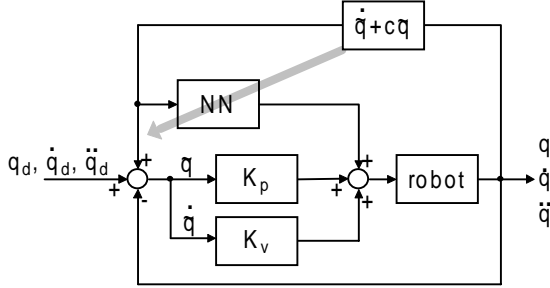 q̃̇+cq̃
NN
q
q_d, q̇_d, q̈_d
+
+
-
q̃
K_p
+
+
+
robot
q̇
q̃̇
K_v
q̈